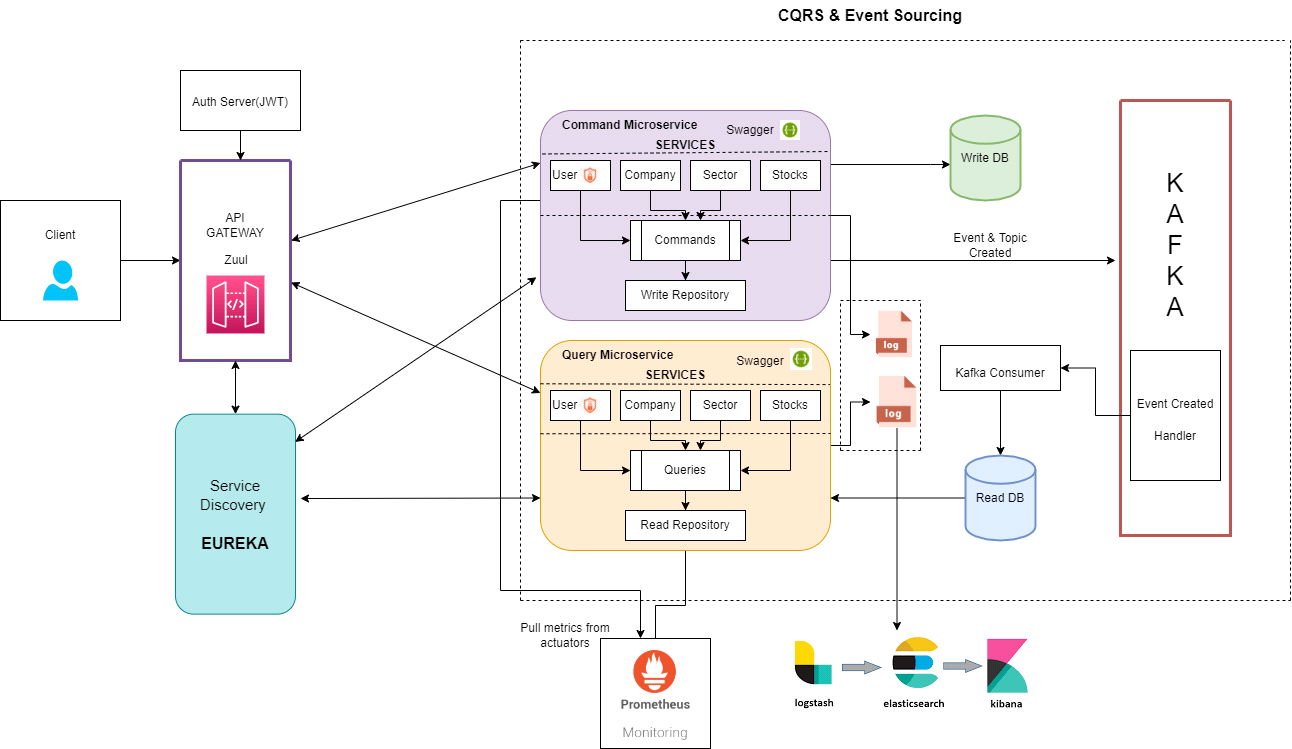 CQRS & Event Sourcing
Auth Server(JWT)
Client
API
GATEWAY
Zuul
Service
Discovery
EUREKA
Command Microservice
Swagger
SERVICES
User
Company
Sector
Stocks
Commands
Write Repository
Query Microservice
Swagger
SERVICES
User
Company
Sector
Stocks
Queries
Read Repository
Write DB
Event & Topic
Created
K
A
F
K
A
log
log
Kafka Consumer
Event Created
Handler
Read DB
Pull metrics from
actuators
Prometheus
Monitoring
logstash
elasticsearch
kibana